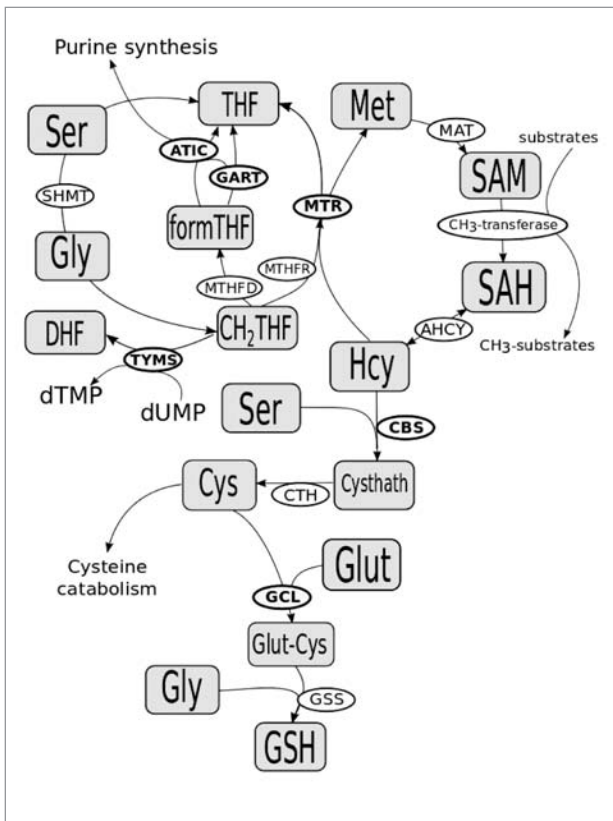 Purine synthesis
THF
Met
Ser
MAT
substrates
ATIC
SAM
GART
SHMT
MTR
CH3-transferase
formTHF
Gly
MTHFR
SAH
MTHFD
CH2THF
DHF
AHCY
TYMS
CH3-substrates
Hcy
dTMP
dUMP
Ser
CBS
Cys
Cysthath
CTH
Cysteine
catabolism
Glut
GCL
Glut-Cys
Gly
GSS
GSH